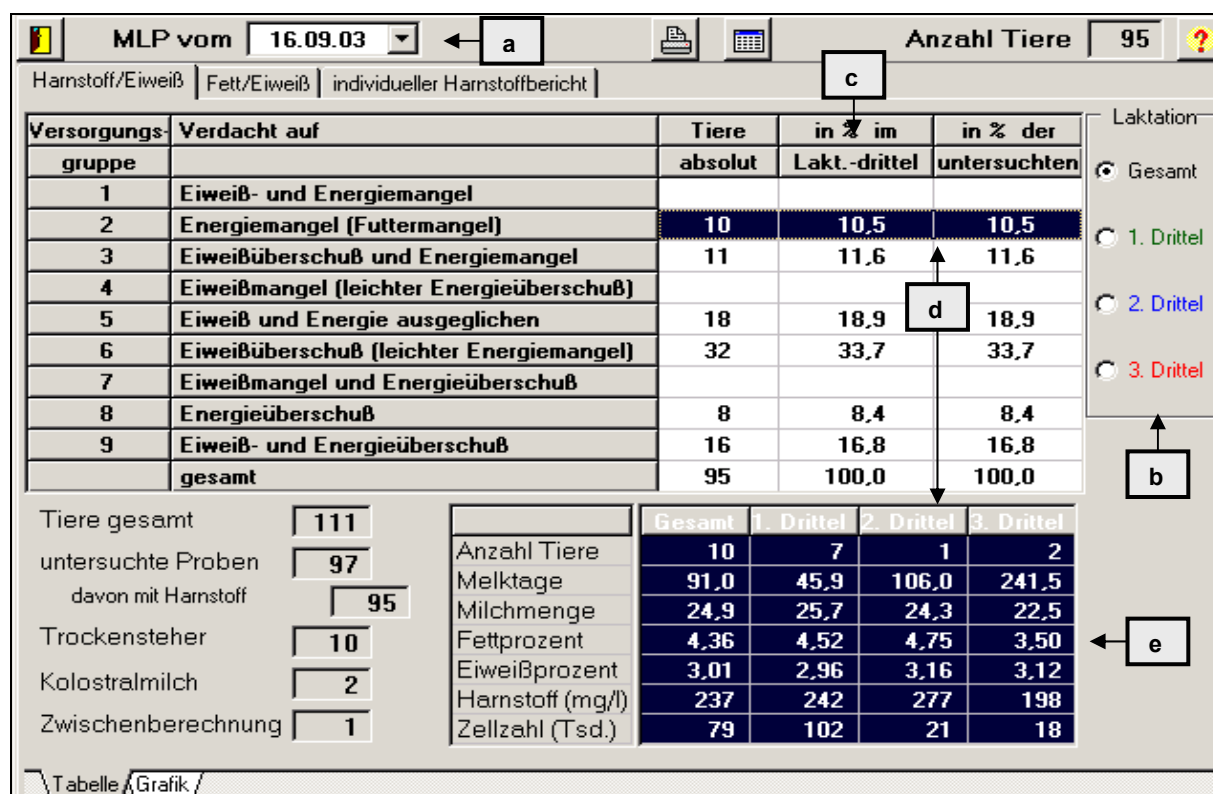 MLP vom 16.09.03 a Anzahl Tiere 95 ?
Harnstoff/Eiweiß Fett/Eiweiß individueller Harnstoffbericht c
Versorgungs- Verdacht auf Tiere in % im in % der Laktation
gruppe absolut Lakt.-drittel untersuchten Gesamt
1 Eiweiß- und Energiemangel
2 Energiemangel (Futtermangel) 10 10,5 10,5 1. Drittel
3 Eiweißüberschuß und Energiemangel 11 11,6 11,6
4 Eiweißmangel (leichter Energieüberschuß) d 2. Drittel
5 Eiweiß und Energie ausgeglichen 18 18,9 18,9
6 Eiweißüberschuß (leichter Energiemangel) 32 33,7 33,7
7 Eiweißmangel und Energieüberschuß 3. Drittel
8 Energieüberschuß 8 8,4 8,4
9 Eiweiß- und Energieüberschuß 16 16,8 16,8
gesamt 95 100,0 100,0 b
Tiere gesamt 111
untersuchte Proben 97
davon mit Harnstoff 95
Trockensteher 10
Kolostralmilch 2
Zwischenberechnung 1
Gesamt 1. Drittel 2. Drittel 3. Drittel
Anzahl Tiere 10 7 1 2
Melktage 91,0 45,9 106,0 241,5
Milchmenge 24,9 25,7 24,3 22,5
Fettprozent 4,36 4,52 4,75 3,50 e
Eiweißprozent 3,01 2,96 3,16 3,12
Harnstoff (mg/l) 237 242 277 198
Zellzahl (Tsd.) 79 102 21 18
Tabelle Grafik